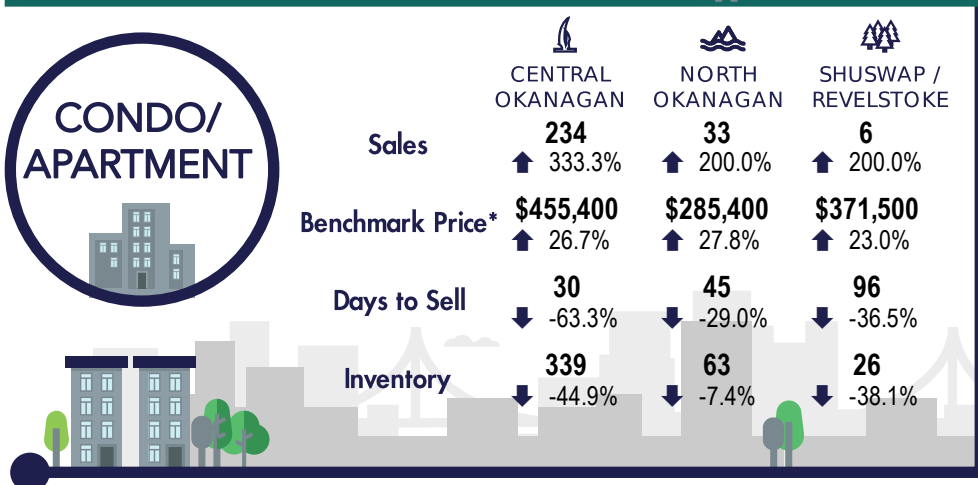 CONDO/
APARTMENT
CENTRAL
OKANAGAN
NORTH
OKANAGAN
SHUSWAP /
REVELSTOKE
Sales
234
333.3%
33
200.0%
6
200.0%
Benchmark Price*
$455,400
26.7%
$285,400
27.8%
$371,500
23.0%
Days to Sell
30
-63.3%
45
-29.0%
96
-36.5%
Inventory
339
-44.9%
63
-7.4%
26
-38.1%